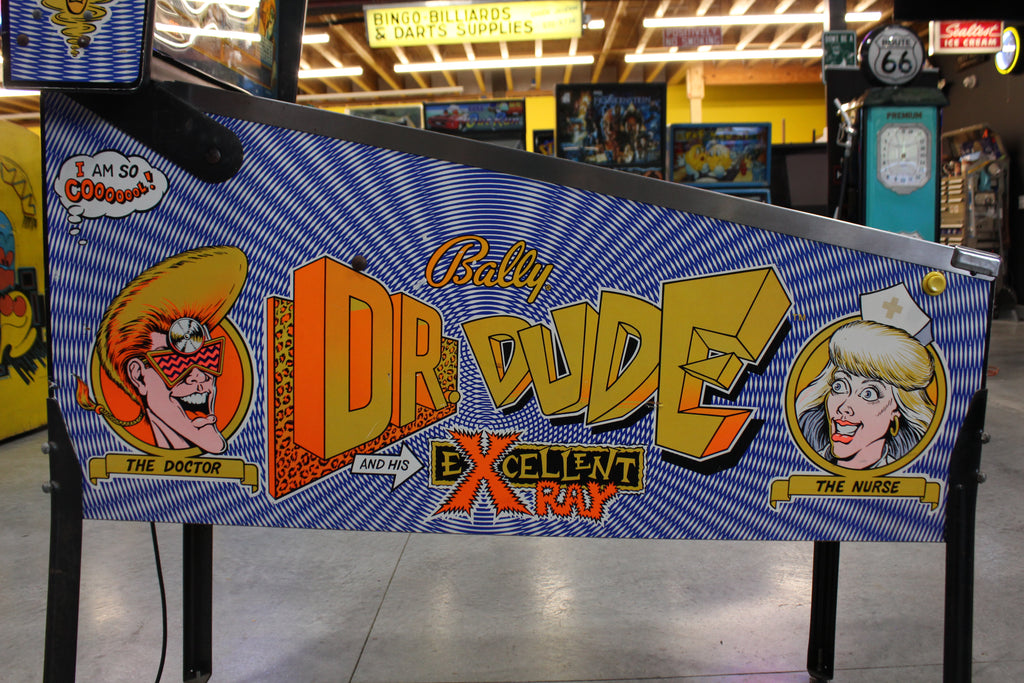 BINGO·BILLIARDS
& DARTS SUPPLIES
Sealtest
ICE CREAM
ROUTE
66
PREMIUM
I AM SO
COOOOOOL!
Bally
DR. DUDE
AND HIS
EXCELLENT
X RAY
THE DOCTOR
THE NURSE